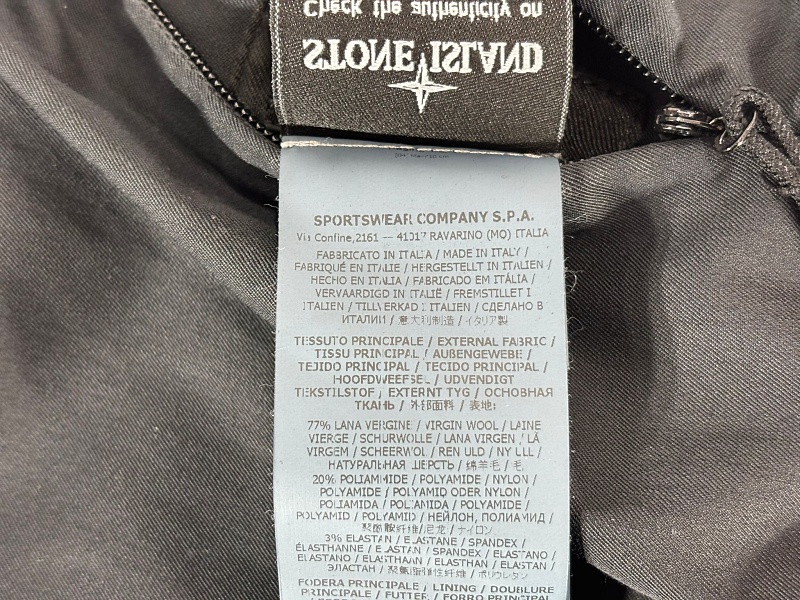 Check the authenticity on
STONE ISLAND
SPORTSWEAR COMPANY S.P.A.
Via Confine,2161 — 41017 RAVARINO (MO) ITALIA
FABBRICATO IN ITALIA / MADE IN ITALY /
FABRIQUÉ EN ITALIE / HERGESTELLT IN ITALIEN /
HECHO EN ITALIA / FABRICADO EM ITÁLIA /
VERVAARDIGD IN ITALIË / FREMSTILLET I
ITALIEN / TILLVERKAD I ITALIEN / СДЕЛАНО В
ИТАЛИИ / 意大利制造 / イタリア製
TESSUTO PRINCIPALE / EXTERNAL FABRIC /
TISSU PRINCIPAL / AUßENGEWEBE /
TEJIDO PRINCIPAL / TECIDO PRINCIPAL /
HOOFDWEEFSEL / UDVENDIGT
TEKSTILSTOF / EXTERNT TYG / ОСНОВНАЯ
ТКАНЬ / 外部面料 / 表地:
77% LANA VERGINE / VIRGIN WOOL / LAINE
VIERGE / SCHURWOLLE / LANA VIRGEN / LÃ
VIRGEM / SCHEERWOL / REN ULD / NY ULL /
НАТУРАЛЬНАЯ ШЕРСТЬ / 绵羊毛 / 毛
20% POLIAMMIDE / POLYAMIDE / NYLON /
POLYAMIDE / POLYAMID ODER NYLON /
POLIAMIDA / POLIAMIDA / POLYAMIDE /
POLYAMID / POLYAMID / НЕЙЛОН, ПОЛИАМИД /
聚酰胺纤维/尼龙 / ナイロン
3% ELASTAN / ELASTANE / SPANDEX /
ÉLASTHANNE / ELASTHAN / SPANDEX / ELASTANO /
ELASTANO / ELASTHAAN / ELASTHAN / ELASTAN /
ЭЛАСТАН / 聚氨酯弹性纤维 / ポリウレタン
FODERA PRINCIPALE / LINING / DOUBLURE
PRINCIPALE / FUTTER / FORRO PRINCIPAL